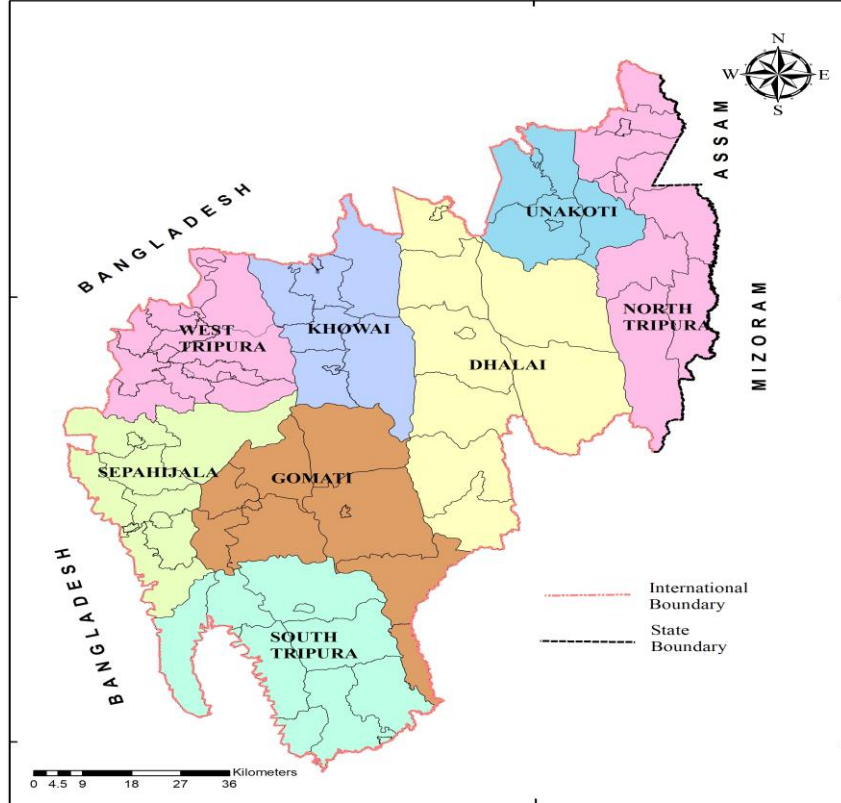 N
W E
S
ASSAM
BANGLADESH
UNAKOTI
MIZORAM
NORTH
TRIPURA
WEST
TRIPURA
KHOWAI
DHALAI
SEPAHIJALA
GOMATI
BANGLADESH
International
Boundary
State
Boundary
SOUTH
TRIPURA
Kilometers
0 4.5 9 18 27 36